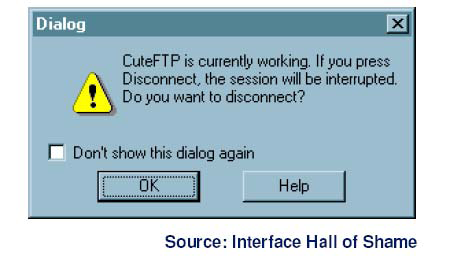 Dialog
CuteFTP is currently working. If you press
Disconnect, the session will be interrupted.
Do you want to disconnect?
Don't show this dialog again
OK
Help
Source: Interface Hall of Shame